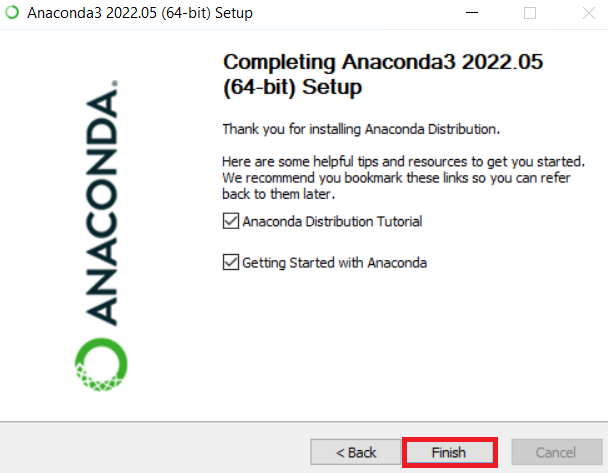 Anaconda3 2022.05 (64-bit) Setup
ANACONDA.
Completing Anaconda3 2022.05
(64-bit) Setup
Thank you for installing Anaconda Distribution.
Here are some helpful tips and resources to get you started.
We recommend you bookmark these links so you can refer
back to them later.
Anaconda Distribution Tutorial
Getting Started with Anaconda
< Back
Finish
Cancel